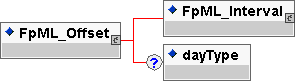 FpML_Offset
FpML_Interval
?
dayType